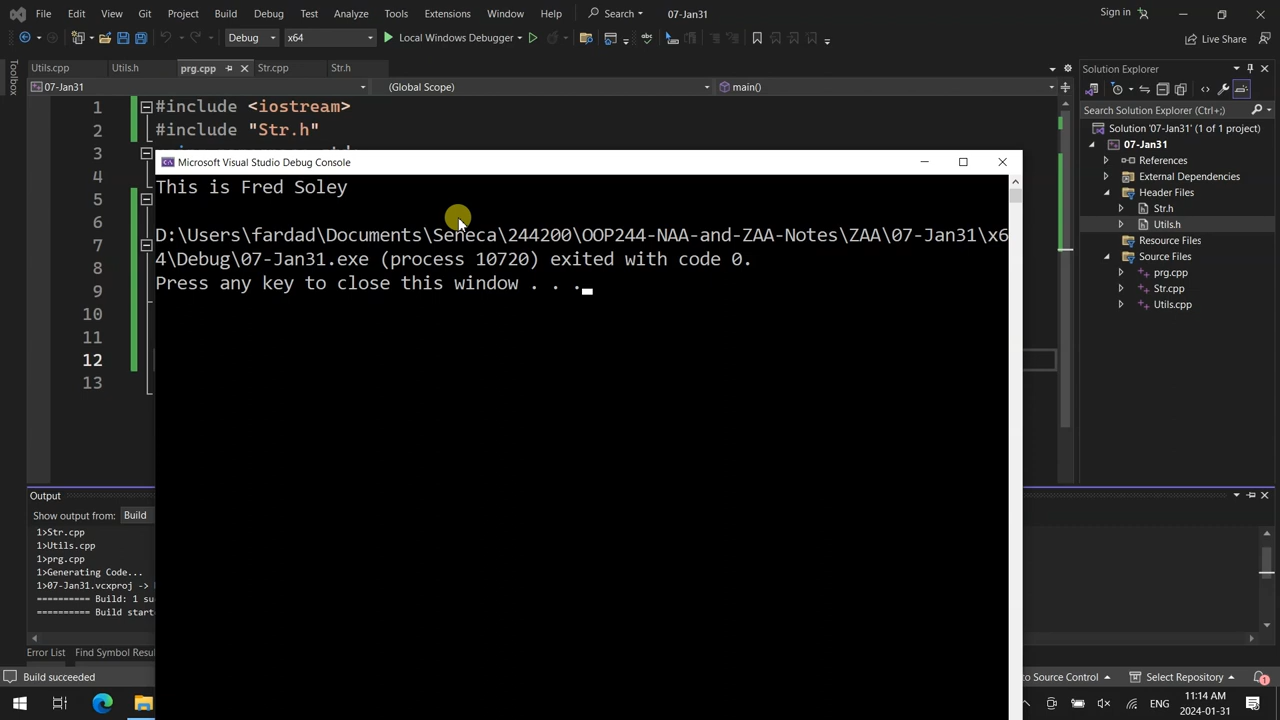 File Edit View Git Project Build Debug Test Analyze Tools Extensions Window Help Search 07-Jan31 Sign in
Debug x64 Local Windows Debugger Live Share
Toolbox
Utils.cpp Utils.h prg.cpp Str.cpp Str.h
07-Jan31 (Global Scope) main()
1 #include <iostream>
2 #include "Str.h"
3
4
5
6
7
8
9
10
11
12
13
Microsoft Visual Studio Debug Console
This is Fred Soley
D:\Users\fardad\Documents\Seneca\244200\OOP244-NAA-and-ZAA-Notes\ZAA\07-Jan31\x6
4\Debug\07-Jan31.exe (process 10720) exited with code 0.
Press any key to close this window . . .
Solution Explorer
Search Solution Explorer (Ctrl+;)
Solution '07-Jan31' (1 of 1 project)
07-Jan31
References
External Dependencies
Header Files
Str.h
Utils.h
Resource Files
Source Files
prg.cpp
Str.cpp
Utils.cpp
Output
Show output from: Build
1>Str.cpp
1>Utils.cpp
1>prg.cpp
1>Generating Code...
1>07-Jan31.vcxproj ->
========== Build: 1 su
========== Build starte
Error List Find Symbol Resul
Build succeeded to Source Control Select Repository 1
ENG 11:14 AM
2024-01-31